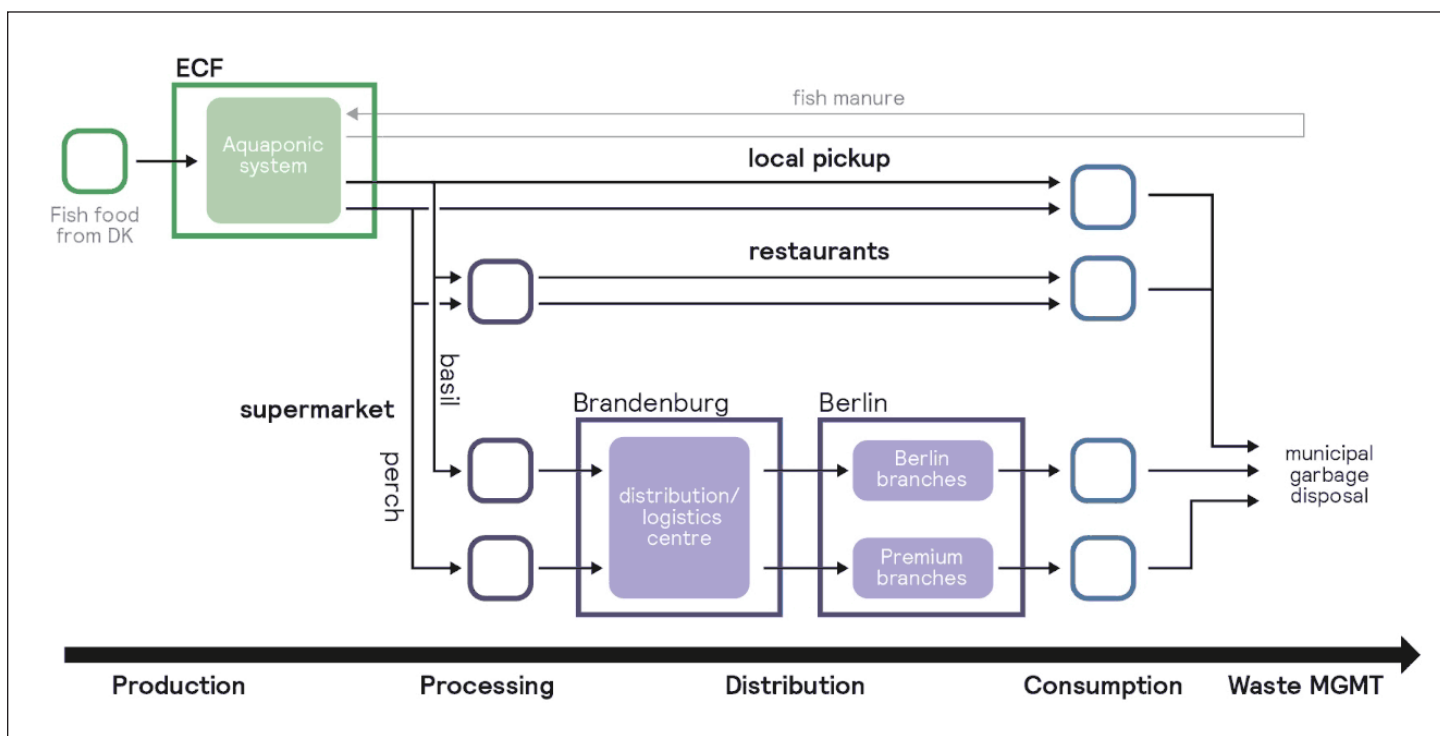 ECF
fish manure
Aquaponic
system
local pickup
Fish food
from DK
restaurants
basil
supermarket
perch
Brandenburg
Berlin
distribution/
logistics
centre
Berlin
branches
Premium
branches
municipal
garbage
disposal
Production
Processing
Distribution
Consumption
Waste MGMT